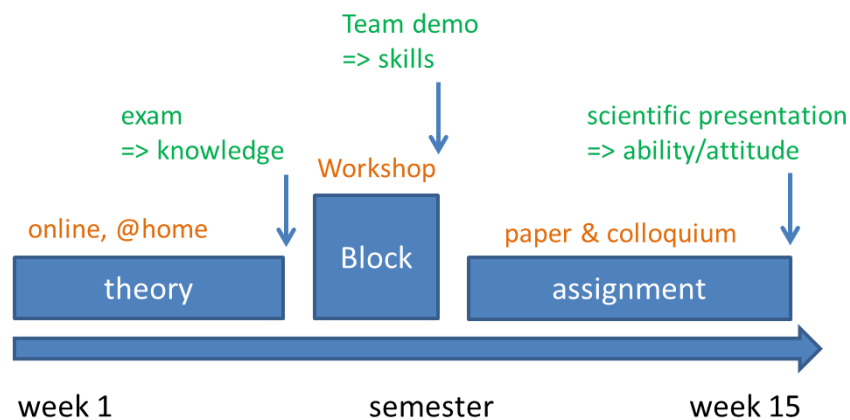 Team demo
=> skills
exam
=> knowledge
scientific presentation
=> ability/attitude
Workshop
online, @home
paper & colloquium
Block
theory
assignment
week 1
semester
week 15